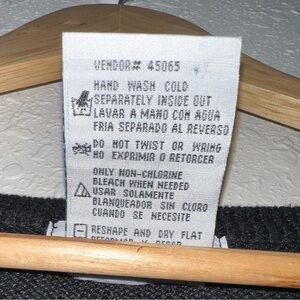 VENDOR# 45065
HAND WASH COLD
SEPARATELY INSIDE OUT
LAVAR A MANO CON AGUA
FRIA SEPARADO AL REVERSO
DO NOT TWIST OR WRING
NO EXPRIMIR O RETORCER
ONLY NON-CHLORINE
BLEACH WHEN NEEDED
USAR SOLAMENTE
BLANQUEADOR SIN CLORO
CUANDO SE NECESITE
RESHAPE AND DRY FLAT